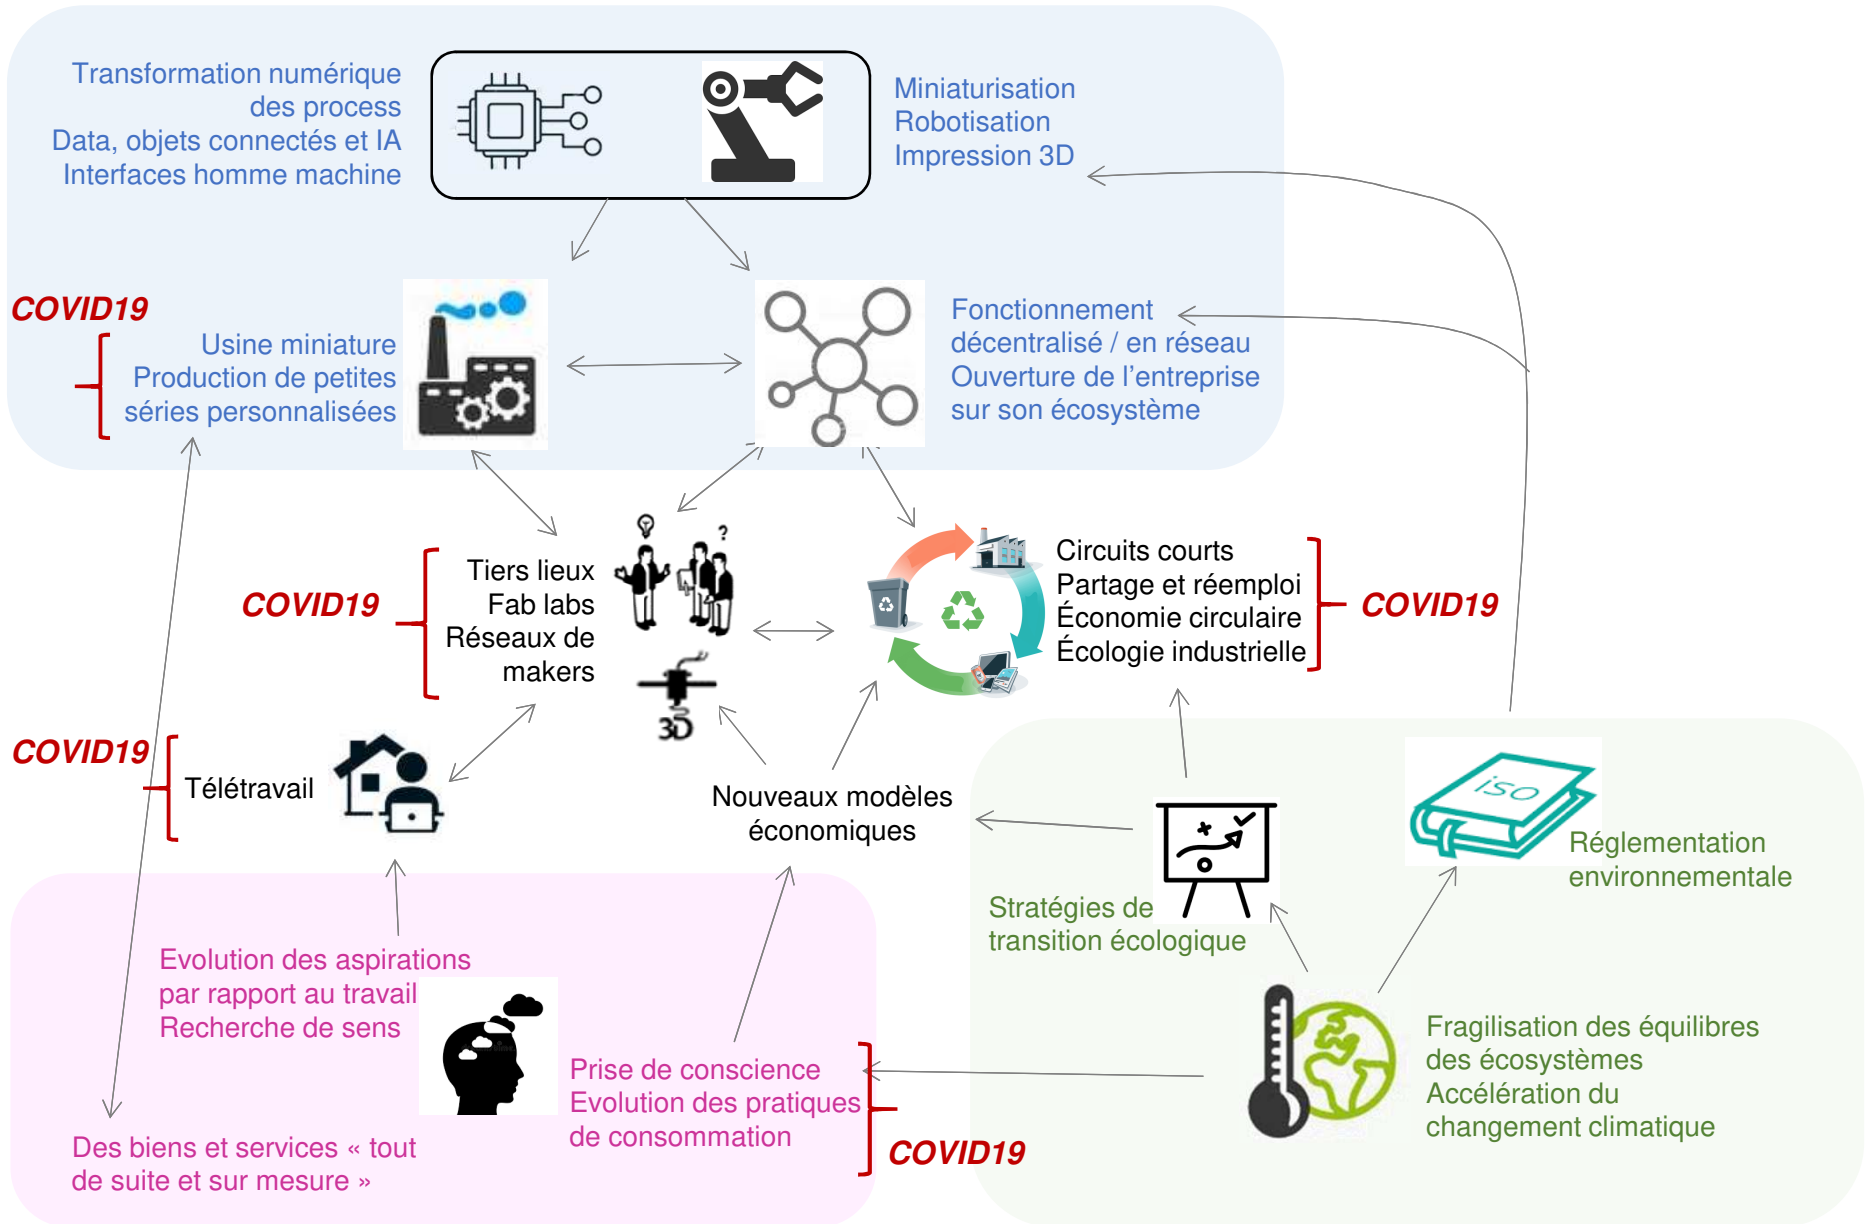 Transformation numérique
des process
Data, objets connectés et IA
Interfaces homme machine
Miniaturisation
Robotisation
Impression 3D
COVID19
Usine miniature
Production de petites
séries personnalisées
Fonctionnement
décentralisé / en réseau
Ouverture de l’entreprise
sur son écosystème
?
COVID19
Tiers lieux
Fab labs
Réseaux de
makers
3D
Circuits courts
Partage et réemploi
Économie circulaire
Écologie industrielle
COVID19
COVID19
Télétravail
Nouveaux modèles
économiques
iso
Réglementation
environnementale
Stratégies de
transition écologique
Evolution des aspirations
par rapport au travail
Recherche de sens
Prise de conscience
Evolution des pratiques
de consommation
COVID19
Fragilisation des équilibres
des écosystèmes
Accélération du
changement climatique
Des biens et services « tout
de suite et sur mesure »